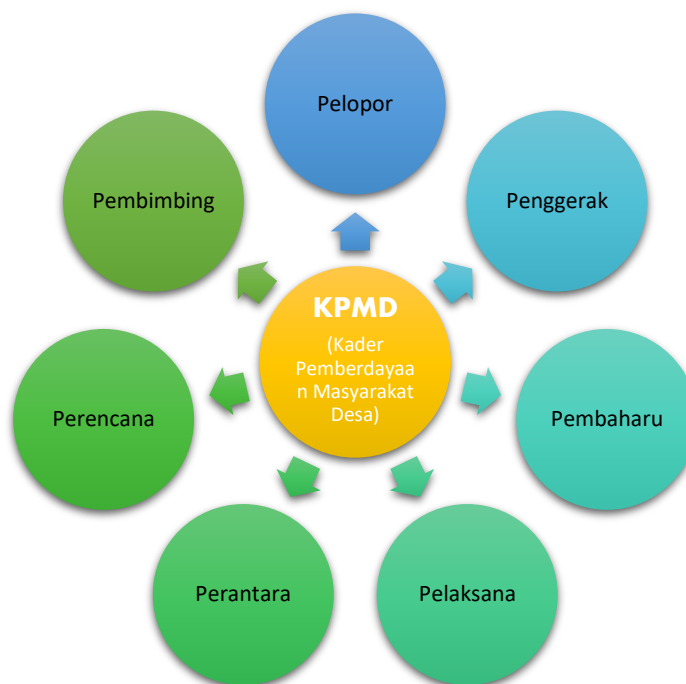 Pelopor
Penggerak
Pembaharu
Pelaksana
Perantara
Perencana
Pembimbing
KPMD
(Kader
Pemberdayaa
n Masyarakat
Desa)